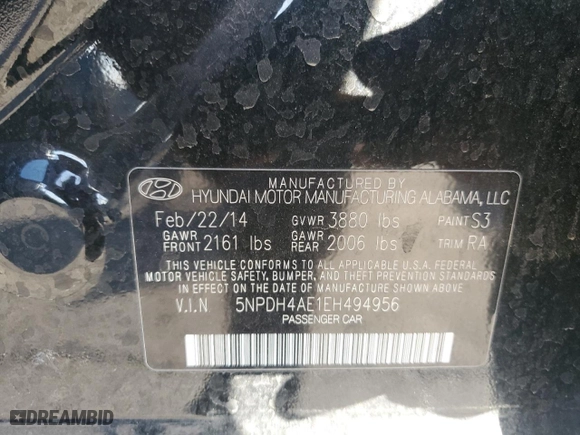 MANUFACTURED BY
HYUNDAI MOTOR MANUFACTURING ALABAMA, LLC
Feb/22/14 GVWR 3880 lbs PAINT S3
GAWR FRONT 2161 lbs GAWR REAR 2006 lbs TRIM RA
THIS VEHICLE CONFORMS TO ALL APPLICABLE U.S.A. FEDERAL
MOTOR VEHICLE SAFETY, BUMPER, AND THEFT PREVENTION STANDARDS
IN EFFECT ON THE DATE OF MANUFACTURE SHOWN ABOVE.
V.I.N 5NPDH4AE1EH494956
PASSENGER CAR
DREAMBID